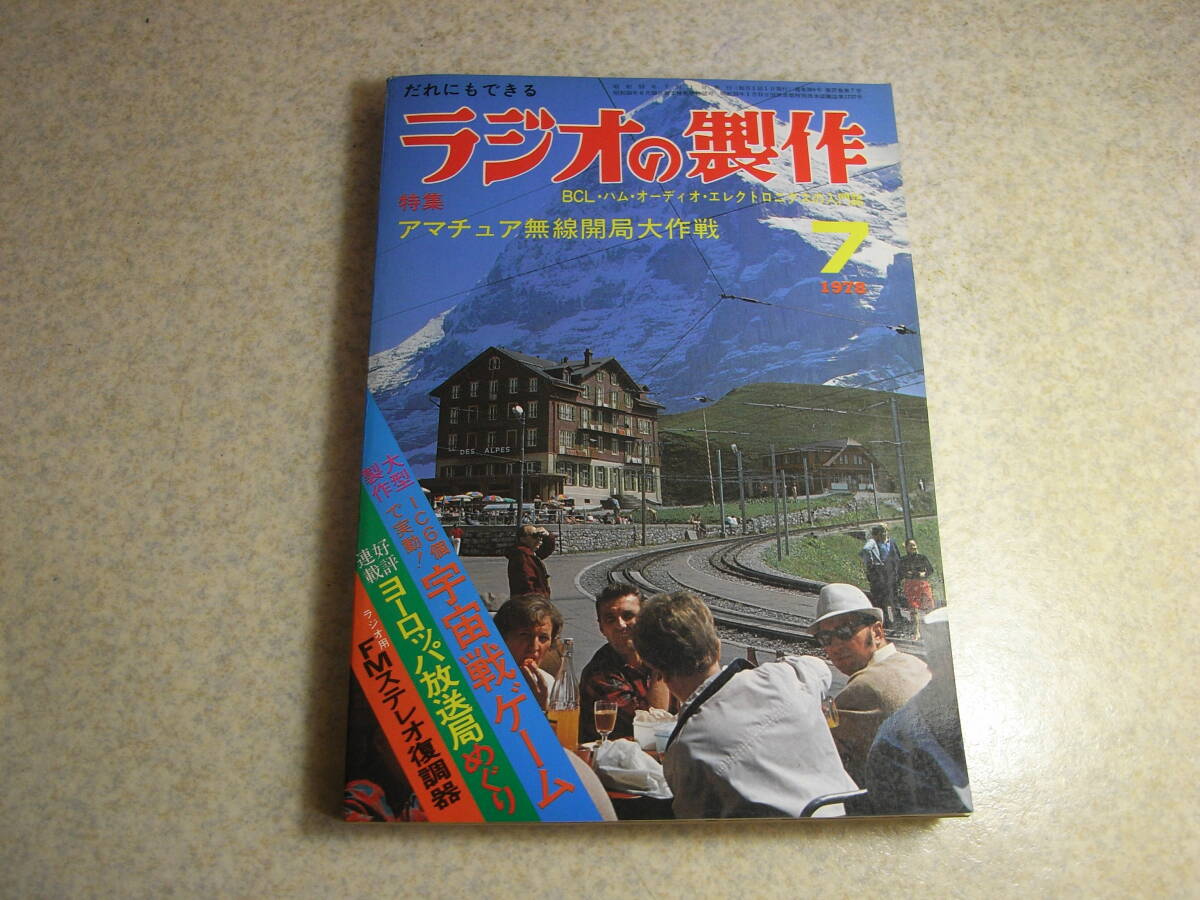 だれにもできる
ラジオの製作
BCL・ハム・オーディオ・エレクトロニクスの入門誌
特集
アマチュア無線開局大作戦
7
1978
DES ALPES
大型製作
IC6個で実動!
宇宙戦ゲーム
好評連載
ヨーロッパ放送局めぐり
ラジオ用
FMステレオ復調器